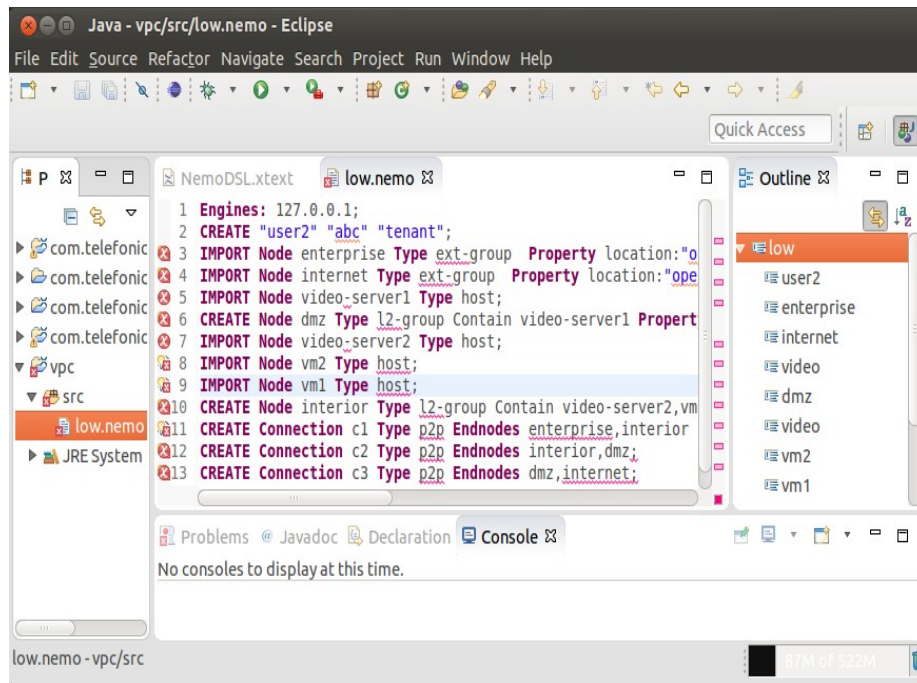 Java - vpc/src/low.nemo - Eclipse
File Edit Source Refactor Navigate Search Project Run Window Help
Quick Access
P
com.telefonic
com.telefonic
com.telefonic
com.telefonic
vpc
src
low.nemo
JRE System
NemoDSL.xtext low.nemo
1 Engines: 127.0.0.1;
2 CREATE "user2" "abc" "tenant";
3 IMPORT Node enterprise Type ext-group Property location:"o
4 IMPORT Node internet Type ext-group Property location:"ope
5 IMPORT Node video-server1 Type host;
6 CREATE Node dmz Type l2-group Contain video-server1 Propert
7 IMPORT Node video-server2 Type host;
8 IMPORT Node vm2 Type host;
9 IMPORT Node vm1 Type host;
10 CREATE Node interior Type l2-group Contain video-server2,vm
11 CREATE Connection c1 Type p2p Endnodes enterprise,interior
12 CREATE Connection c2 Type p2p Endnodes interior,dmz;
13 CREATE Connection c3 Type p2p Endnodes dmz,internet;
Outline
low
user2
enterprise
internet
video
dmz
video
vm2
vm1
Problems @ Javadoc Declaration Console
No consoles to display at this time.
low.nemo - vpc/src
87M of 522M